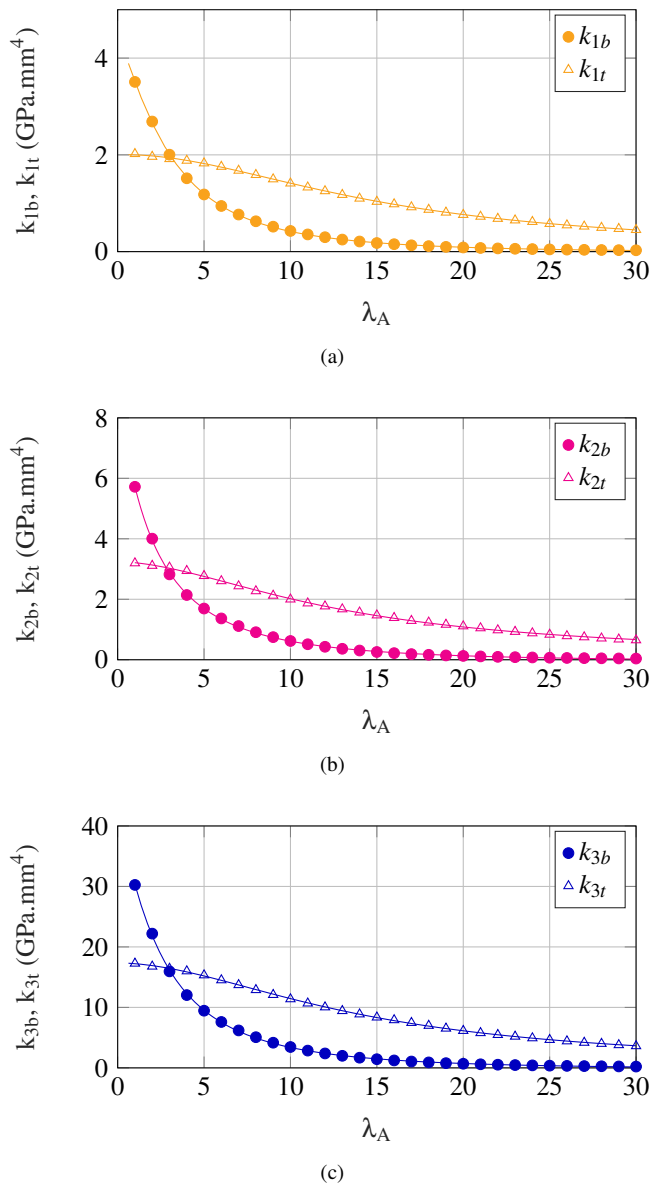 4
2
0
k1b, k1t (GPa.mm4)
k1b
k1t
0 5 10 15 20 25 30
λA
(a)
8
6
4
2
0
k2b, k2t (GPa.mm4)
k2b
k2t
0 5 10 15 20 25 30
λA
(b)
40
30
20
10
0
k3b, k3t (GPa.mm4)
k3b
k3t
0 5 10 15 20 25 30
λA
(c)